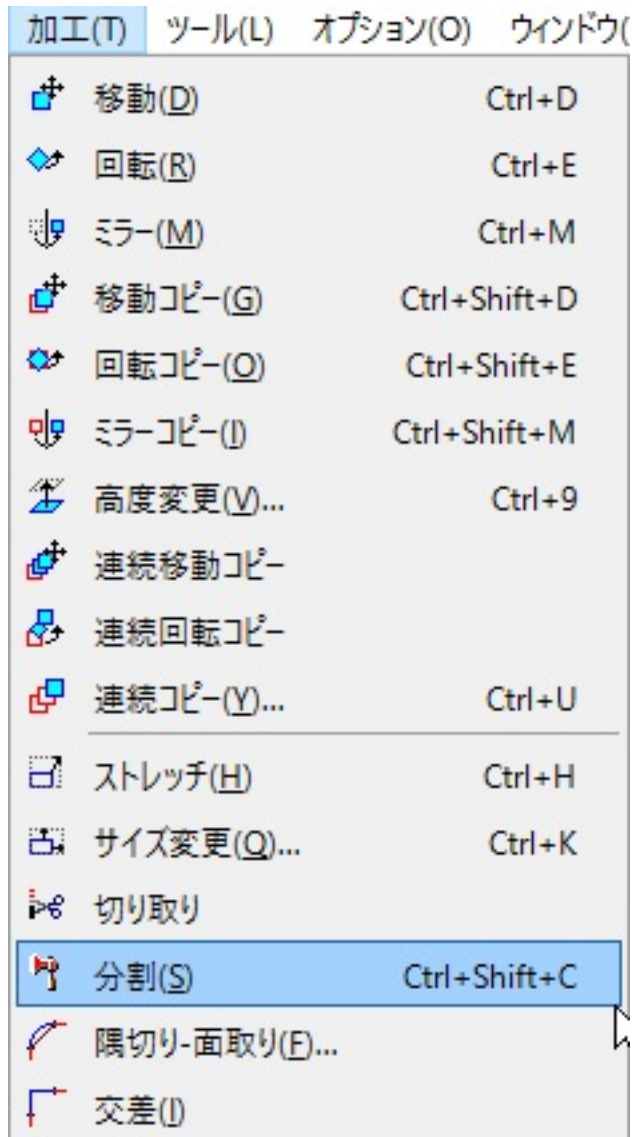 加工(T) ツール(L) オプション(O) ウィンドウ(
移動(D) Ctrl+D
回転(R) Ctrl+E
ミラー(M) Ctrl+M
移動コピー(G) Ctrl+Shift+D
回転コピー(O) Ctrl+Shift+E
ミラーコピー(I) Ctrl+Shift+M
高度変更(V)... Ctrl+9
連続移動コピー
連続回転コピー
連続コピー(Y)... Ctrl+U
ストレッチ(H) Ctrl+H
サイズ変更(Q)... Ctrl+K
切り取り
分割(S) Ctrl+Shift+C
隅切り-面取り(F)...
交差(I)